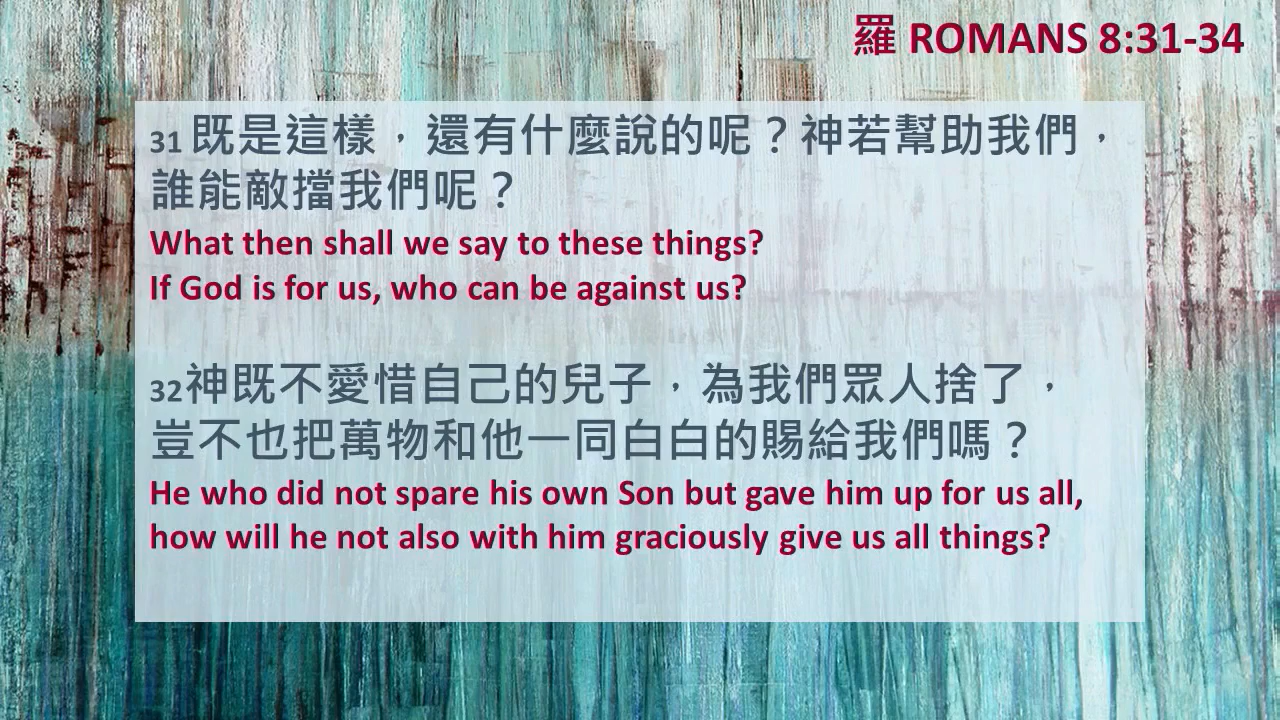 羅 ROMANS 8:31-34
31 既是這樣，還有什麼說的呢？神若幫助我們，
誰能敵擋我們呢？
What then shall we say to these things?
If God is for us, who can be against us?
32神既不愛惜自己的兒子，為我們眾人捨了，
豈不也把萬物和他一同白白的賜給我們嗎？
He who did not spare his own Son but gave him up for us all,
how will he not also with him graciously give us all things?